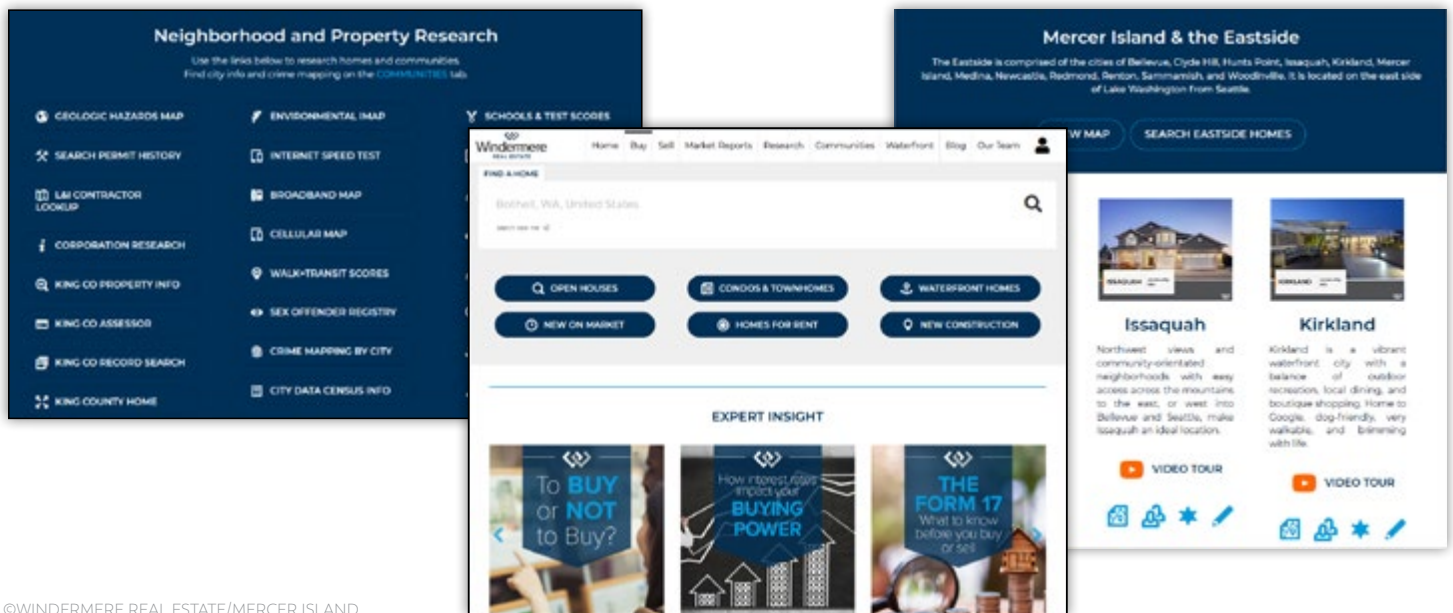 Neighborhood and Property Research
Use the links below to research homes and communities.
Find city info and crime mapping on the COMMUNITIES tab.
GEOLOGIC HAZARDS MAP
SEARCH PERMIT HISTORY
L&I CONTRACTOR
LOOKUP
CORPORATION RESEARCH
KING CO PROPERTY INFO
KING CO ASSESSOR
KING CO RECORD SEARCH
KING COUNTY HOME
ENVIRONMENTAL IMAP
INTERNET SPEED TEST
BROADBAND MAP
CELLULAR MAP
WALK+TRANSIT SCORES
SEX OFFENDER REGISTRY
CRIME MAPPING BY CITY
CITY DATA CENSUS INFO
SCHOOLS & TEST SCORES
Windermere
REAL ESTATE
Home Buy Sell Market Reports Research Communities Waterfront Blog Our Team
FIND A HOME
Bothell, WA, United States
OPEN HOUSES
CONDOS & TOWNHOMES
WATERFRONT HOMES
NEW ON MARKET
HOMES FOR RENT
NEW CONSTRUCTION
EXPERT INSIGHT
To BUY
or NOT
to Buy?
How interest rates
impact your
BUYING
POWER
THE
FORM 17
What to know
before you buy
or sell
Mercer Island & the Eastside
The Eastside is comprised of the cities of Bellevue, Clyde Hill, Hunts Point, Issaquah, Kirkland, Mercer
Island, Medina, Newcastle, Redmond, Renton, Sammamish, and Woodinville. It is located on the east side
of Lake Washington from Seattle.
W MAP
SEARCH EASTSIDE HOMES
ISSAQUAH
KIRKLAND
Issaquah
Northwest views and
community-orientated
neighborhoods with easy
access across the mountains
to the east, or west into
Bellevue and Seattle, make
Issaquah an ideal location.
VIDEO TOUR
Kirkland
Kirkland is a vibrant
waterfront city with a
balance of outdoor
recreation, local dining, and
boutique shopping. Home to
Google, dog-friendly, very
walkable, and brimming
with life.
VIDEO TOUR
©WINDERMERE REAL ESTATE/MERCER ISLAND